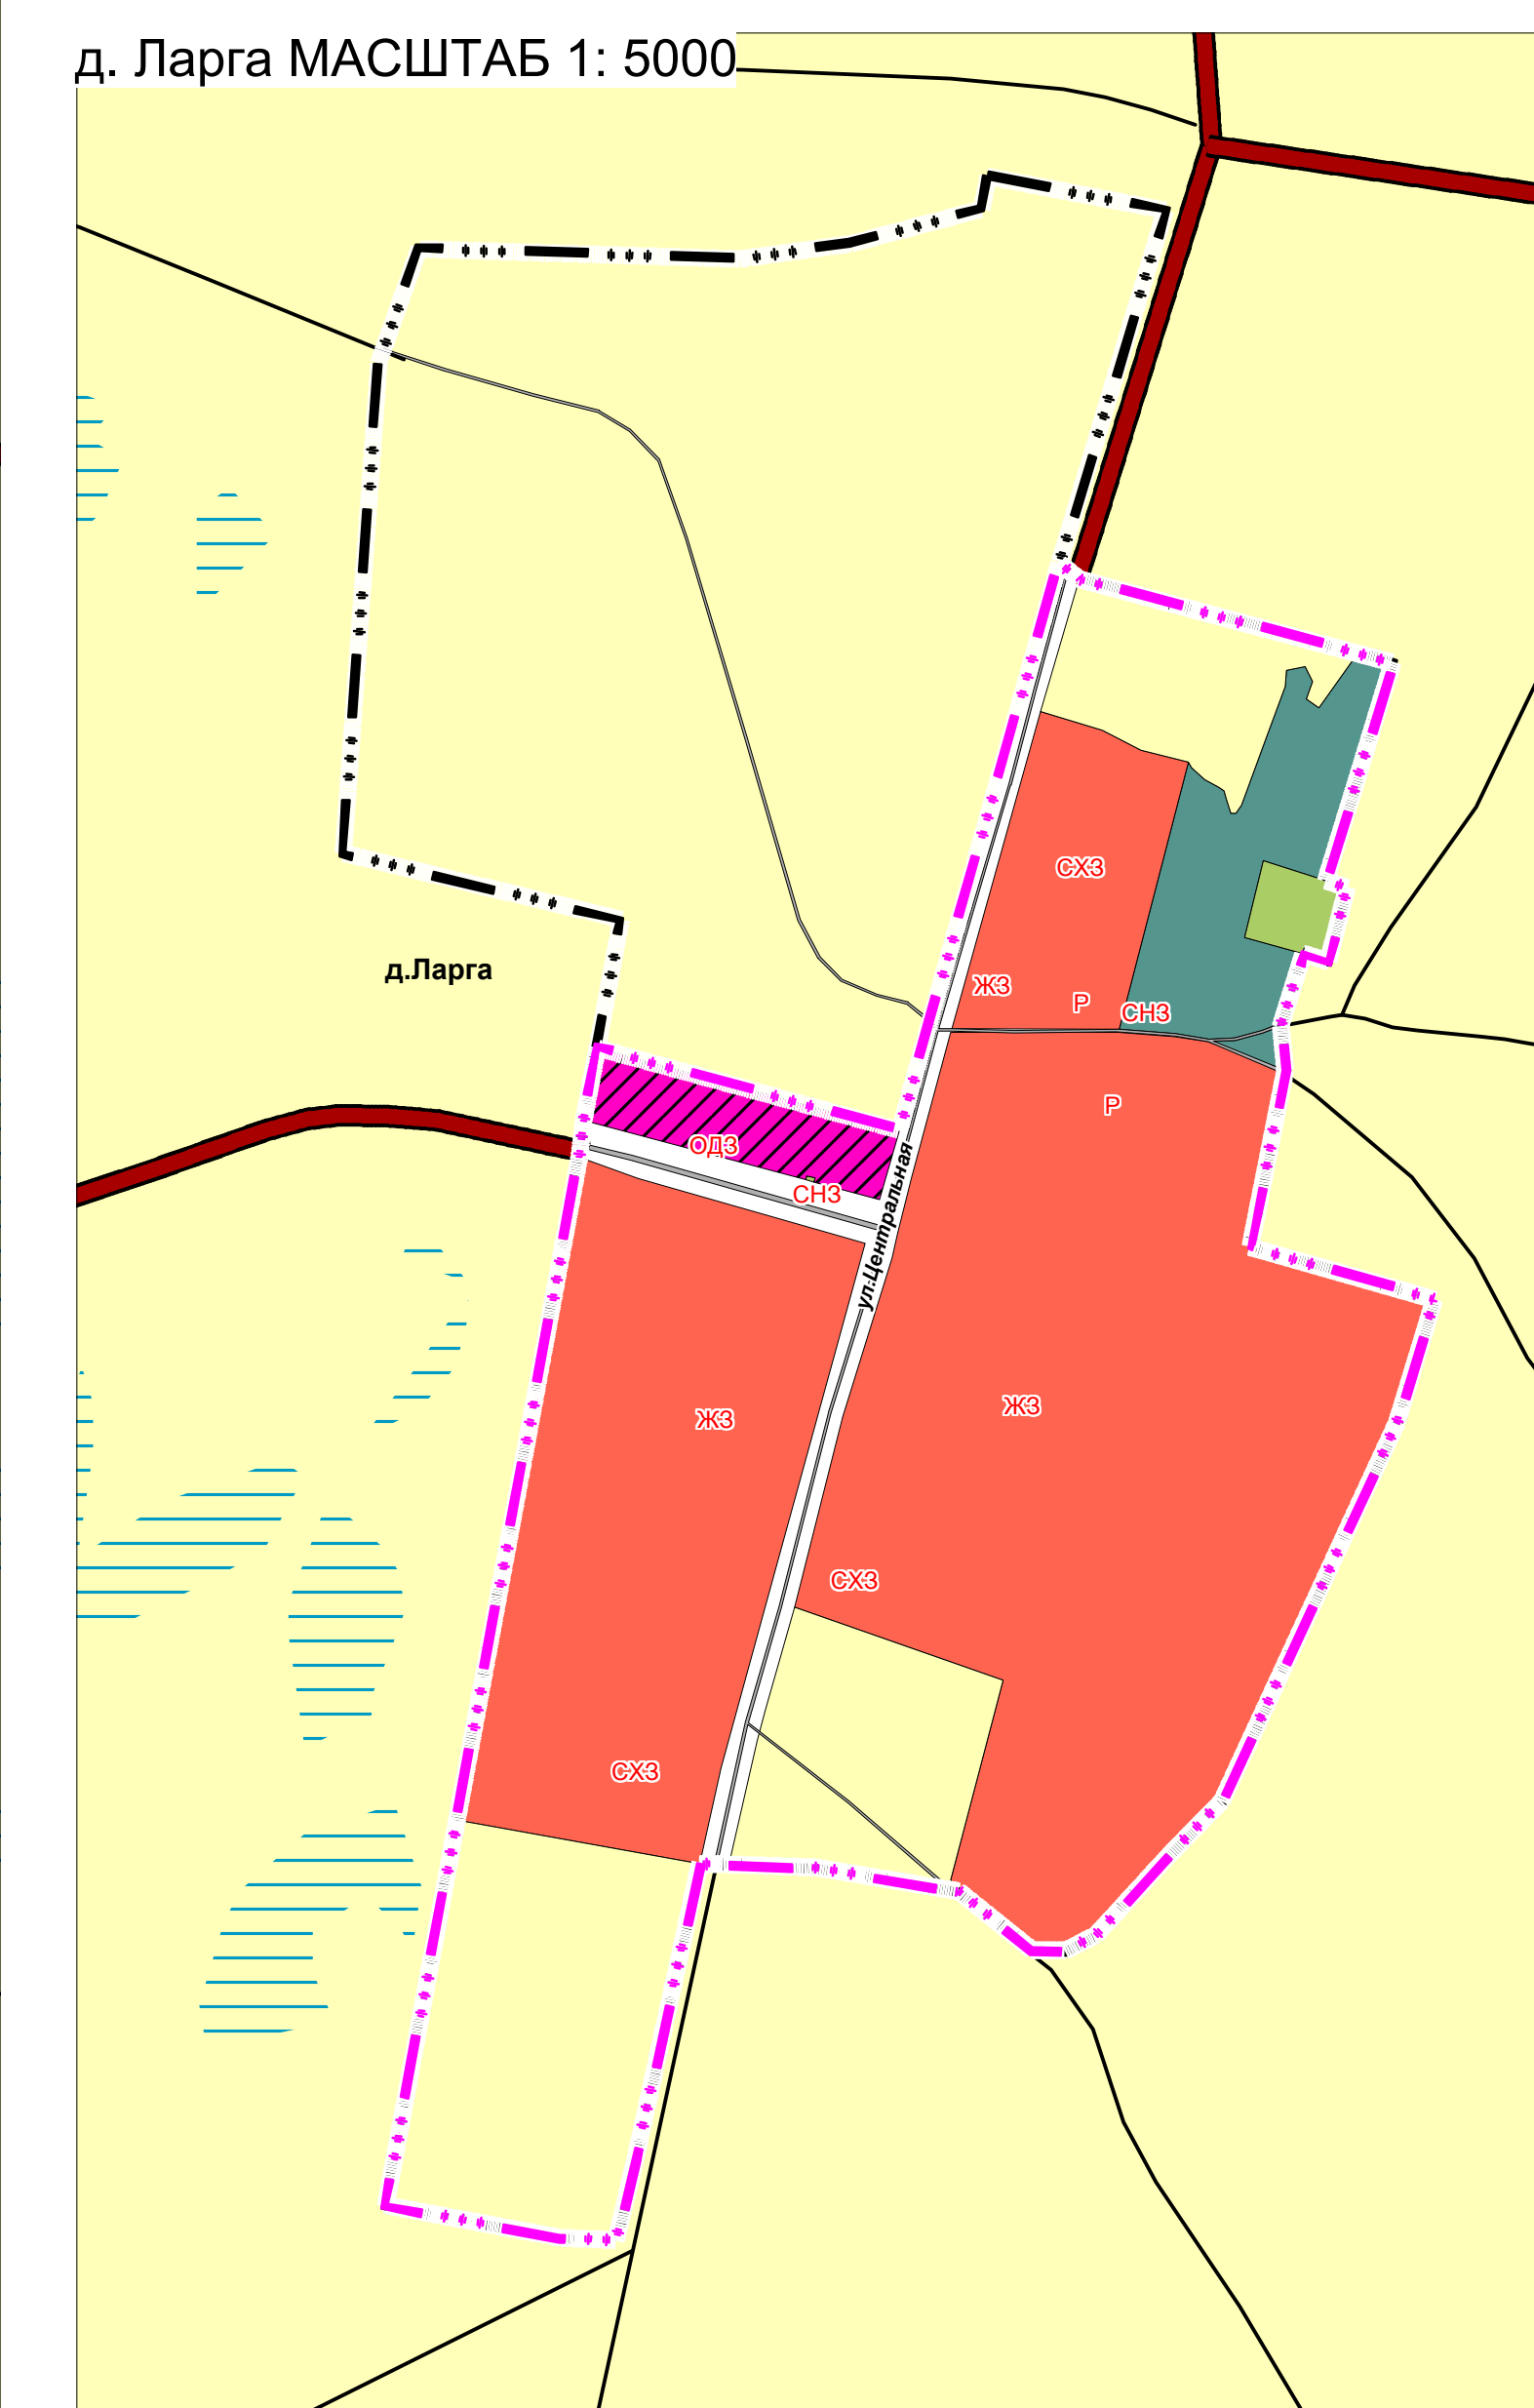 д. Ларга МАСШТАБ 1: 5000
СХЗ
д.Ларга
ЖЗ
Р
СНЗ
Р
ОДЗ
СНЗ
ул.Центральная
ЖЗ
ЖЗ
СХЗ
СХЗ